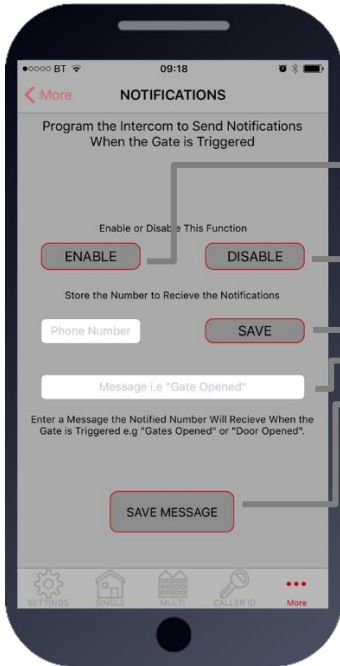 BT 09:18
More NOTIFICATIONS
Program the Intercom to Send Notifications
When the Gate is Triggered
Enable or Disable This Function
ENABLE DISABLE
Store the Number to Recieve the Notifications
Phone Number SAVE
Message i.e "Gate Opened"
Enter a Message the Notified Number Will Recieve When the
Gate is Triggered e.g "Gates Opened" or "Door Opened".
SAVE MESSAGE
SETTINGS SINGLE MULTI CALLER ID More